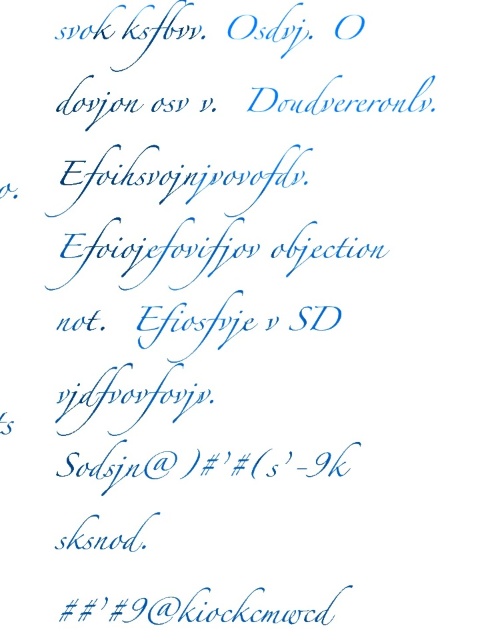 svok ksfbvv. Osdvj. O
dovjon osv v. Doudvereronlv.
Efoihsvojnjvovofdv.
o.
Efoiojefovifjov objection
not. Efiosfvje v SD
vjdfvovfovjv.
ts
Sodsjn@)#'#(s'-9k
sksnod.
##'#9@kiockcmwcd